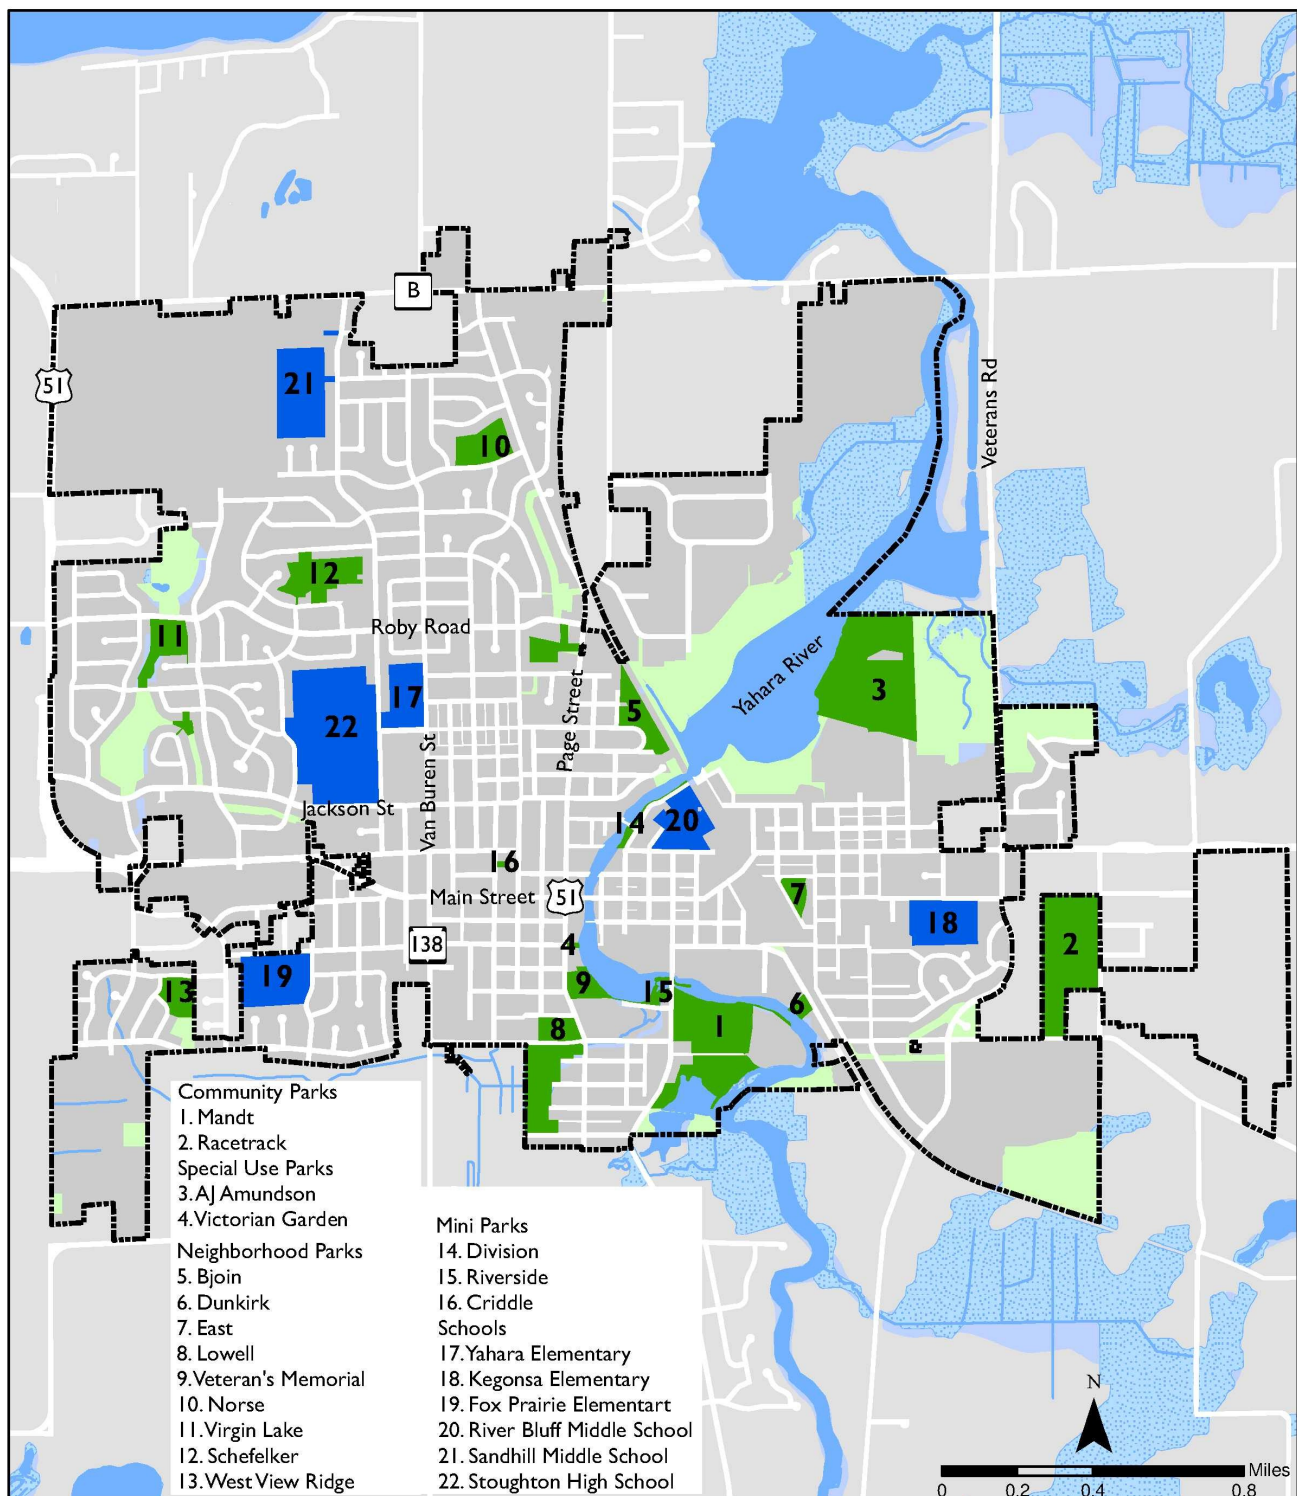 B
51
21
Veterans Rd
10
12
11
Roby Road
17
3
Yahara River
5
22
Page Street
Van Buren St
Jackson St
14
20
16
7
Main Street
51
18
4
138
2
19
9
13
15
6
8
1
Community Parks
1. Mandt
2. Racetrack
Special Use Parks
3. AJ Amundson
4. Victorian Garden
Neighborhood Parks
5. Bjoin
6. Dunkirk
7. East
8. Lowell
9. Veteran's Memorial
10. Norse
11. Virgin Lake
12. Schefelker
13. West View Ridge
Mini Parks
14. Division
15. Riverside
16. Criddle
Schools
17. Yahara Elementary
18. Kegonsa Elementary
19. Fox Prairie Elementart
20. River Bluff Middle School
21. Sandhill Middle School
22. Stoughton High School
N
Miles
0 0.2 0.4 0.8